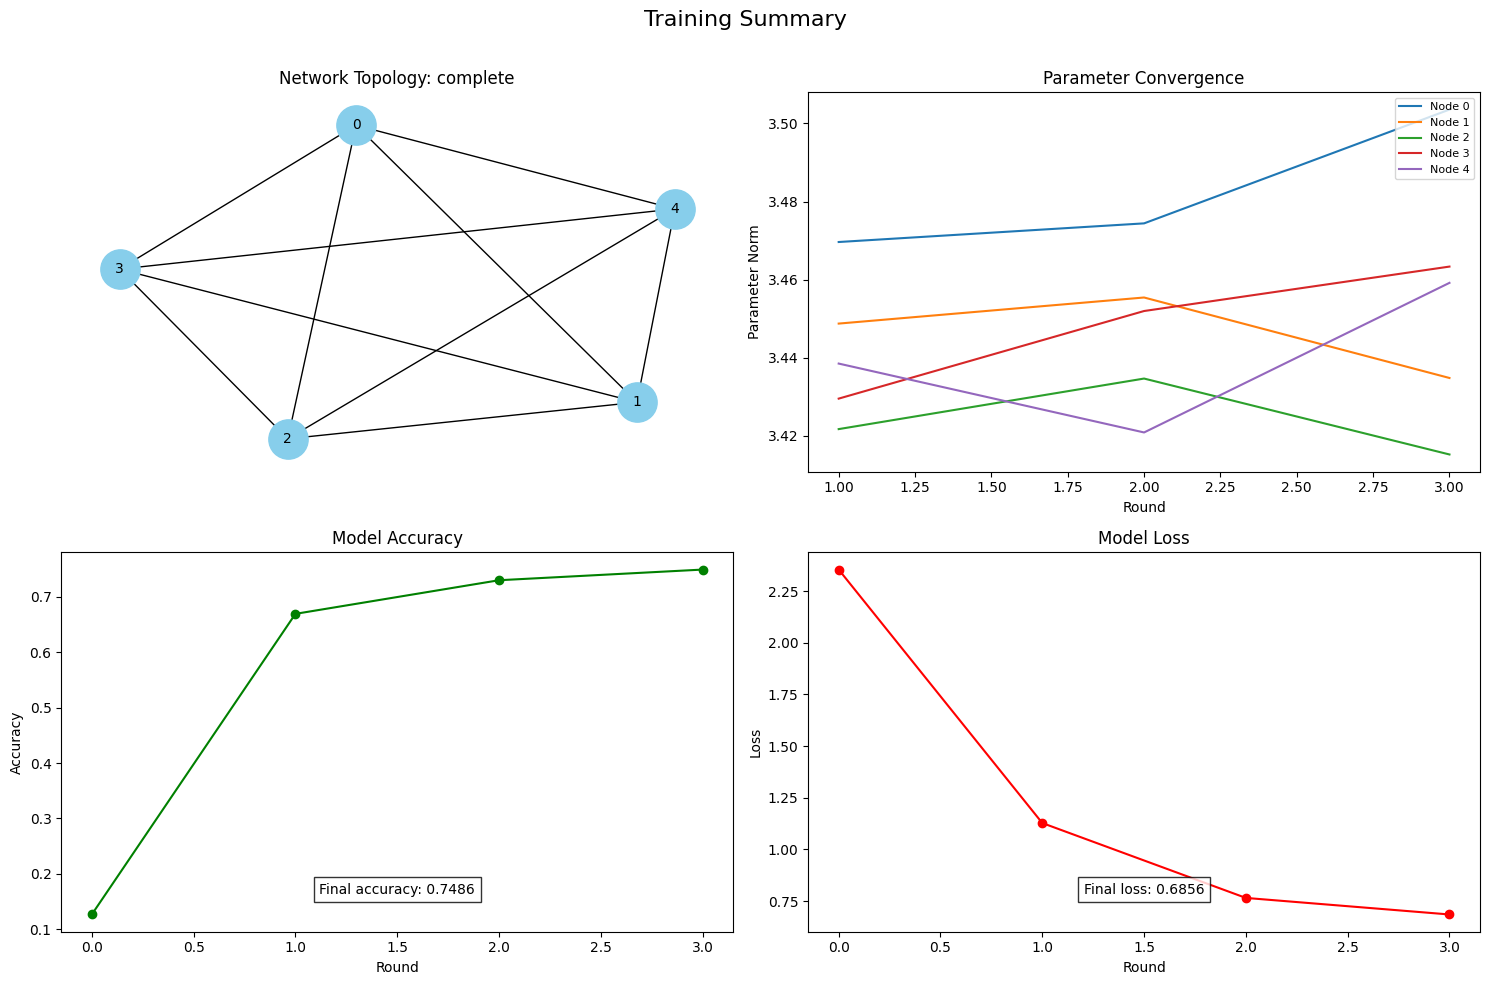 Training Summary
Network Topology: complete
0
4
3
1
2
Parameter Convergence
Parameter Norm
3.50
3.48
3.46
3.44
3.42
Node 0
Node 1
Node 2
Node 3
Node 4
1.00 1.25 1.50 1.75 2.00 2.25 2.50 2.75 3.00
Round
Model Accuracy
Accuracy
0.7
0.6
0.5
0.4
0.3
0.2
0.1
Final accuracy: 0.7486
0.0 0.5 1.0 1.5 2.0 2.5 3.0
Round
Model Loss
Loss
2.25
2.00
1.75
1.50
1.25
1.00
0.75
Final loss: 0.6856
0.0 0.5 1.0 1.5 2.0 2.5 3.0
Round